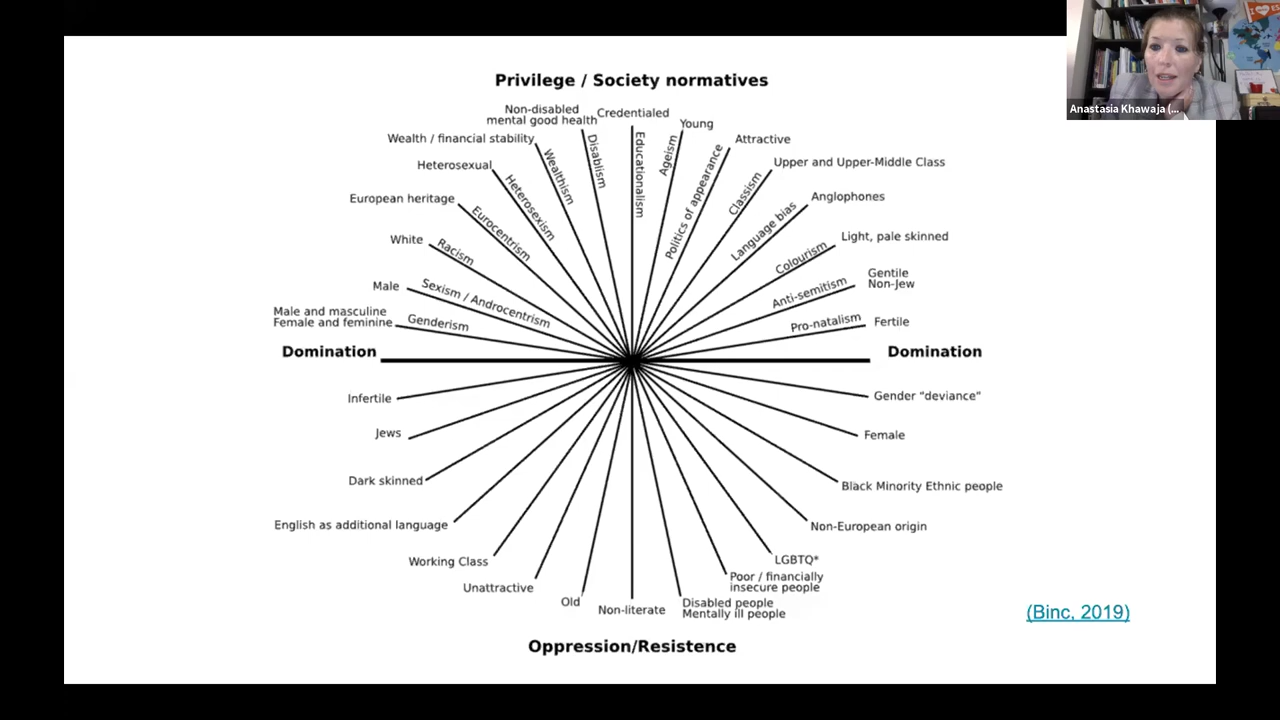 Privilege / Society normatives
Non-disabled
mental good health
Credentialed
Young
Wealth / financial stability
Attractive
Heterosexual
Upper and Upper-Middle Class
European heritage
Anglophones
White
Light, pale skinned
Male
Gentile
Non-Jew
Male and masculine
Female and feminine
Fertile
Genderism
Sexism / Androcentrism
Racism
Eurocentrism
Heterosexism
Wealthism
Disablism
Educationalism
Ageism
Politics of appearance
Classism
Language bias
Colourism
Anti-semitism
Pro-natalism
Domination
Domination
Infertile
Gender “deviance”
Jews
Female
Dark skinned
Black Minority Ethnic people
English as additional language
Non-European origin
Working Class
LGBTQ*
Unattractive
Poor / financially
insecure people
Old
Non-literate
Disabled people
Mentally ill people
Oppression/Resistence
(Binc, 2019)
Anastasia Khawaja (...